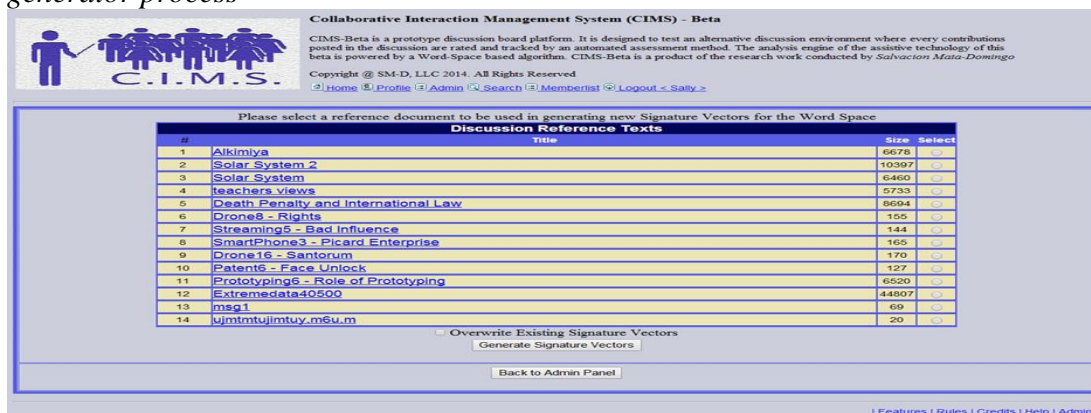 generator process
Collaborative Interaction Management System (CIMS) - Beta
CIMS-Beta is a prototype discussion board platform. It is designed to test an alternative discussion environment where every contributions
posted in the discussion are rated and tracked by an automated assessment method. The analysis engine of the assistive technology of this
beta is powered by a Word-Space based algorithm. CIMS-Beta is a product of the research work conducted by Salvacion Mata-Domingo
C.I.M.S.
Copyright @ SM-D, LLC 2014. All Rights Reserved
Home Profile Admin Search Memberlist Logout < Sally >
Please select a reference document to be used in generating new Signature Vectors for the Word Space
Discussion Reference Texts
# Title Size Select
1 Alkimiya 6678
2 Solar System 2 10397
3 Solar System 6460
4 teachers views 5733
5 Death Penalty and International Law 8694
6 Drone8 - Rights 155
7 Streaming5 - Bad Influence 144
8 SmartPhone3 - Picard Enterprise 165
9 Drone16 - Santorum 170
10 Patent6 - Face Unlock 127
11 Prototyping6 - Role of Prototyping 6520
12 Extremedata40500 44807
13 msg1 69
14 ujmtmtujimtuy,m6u,m 20
Overwrite Existing Signature Vectors
Generate Signature Vectors
Back to Admin Panel
| Features | Rules | Credits | Help | Admin